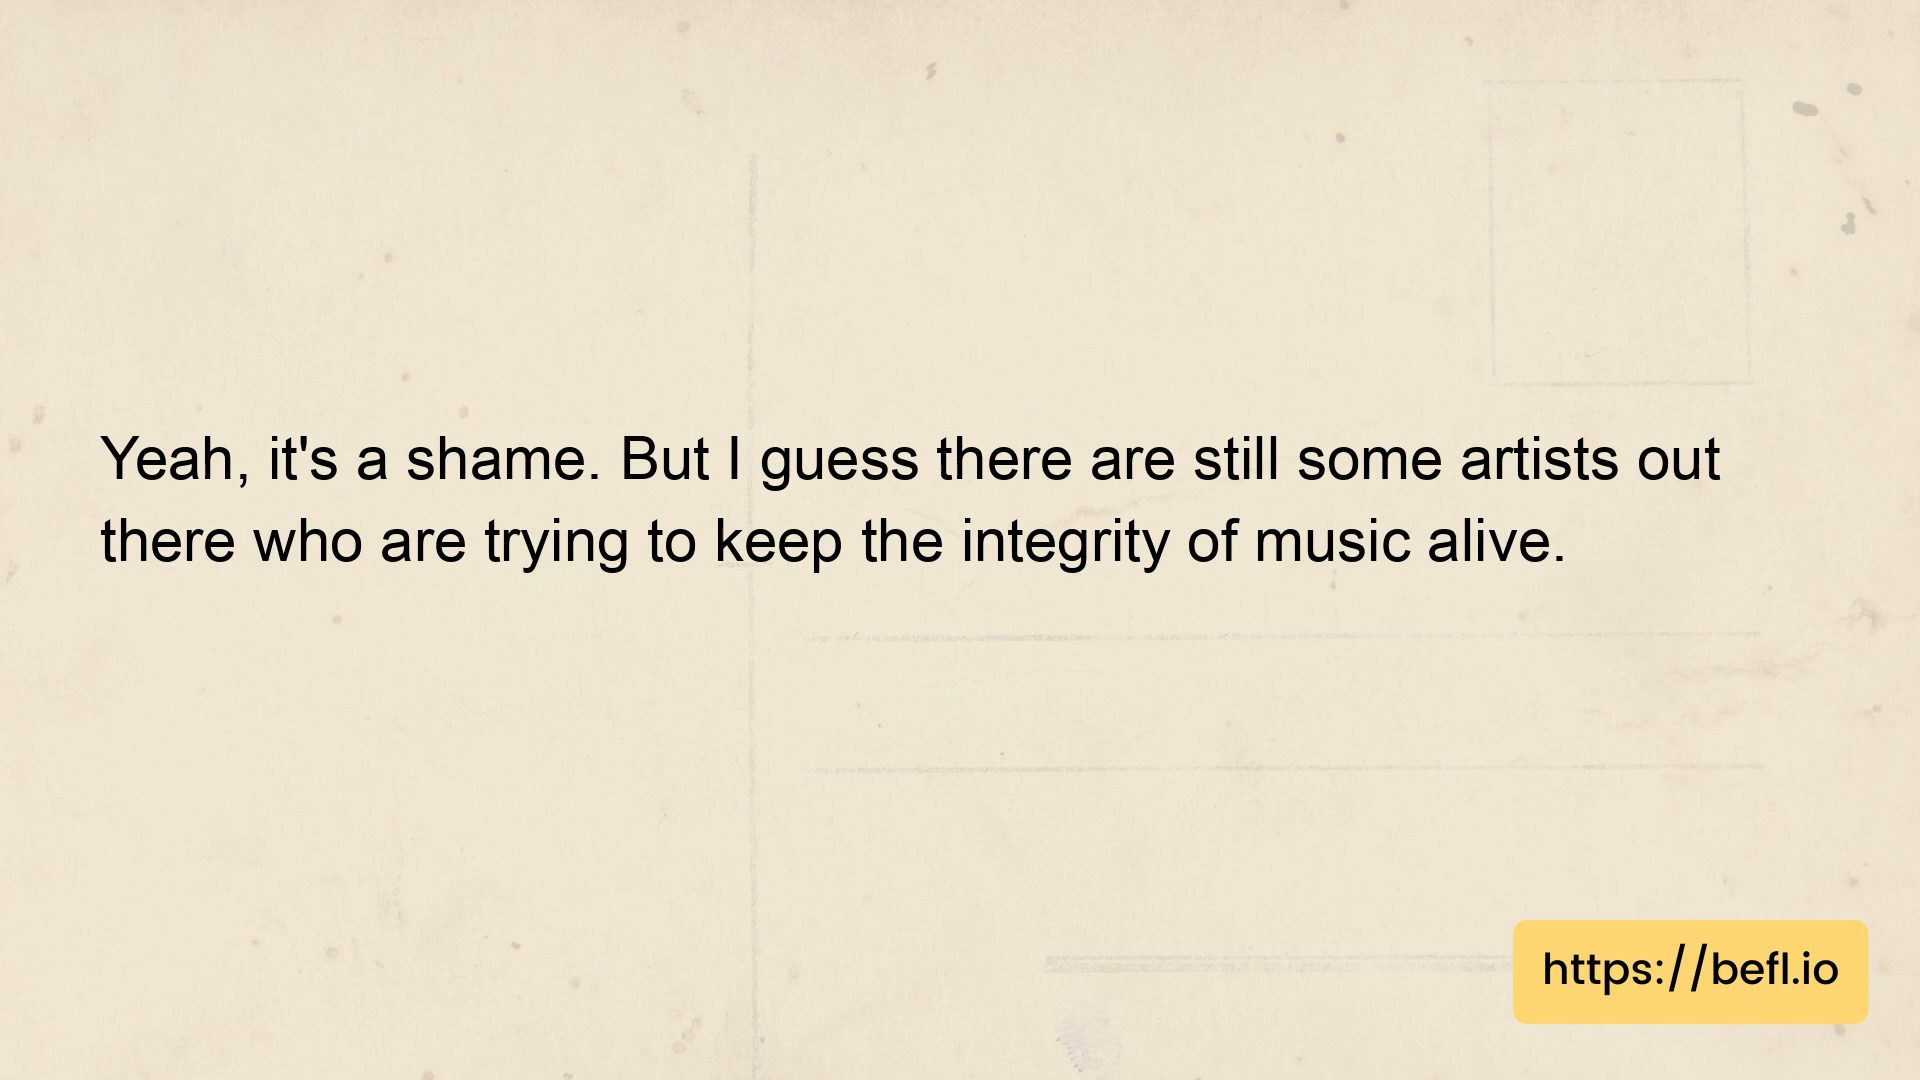 Yeah, it's a shame. But I guess there are still some artists out
there who are trying to keep the integrity of music alive.
https://befl.io